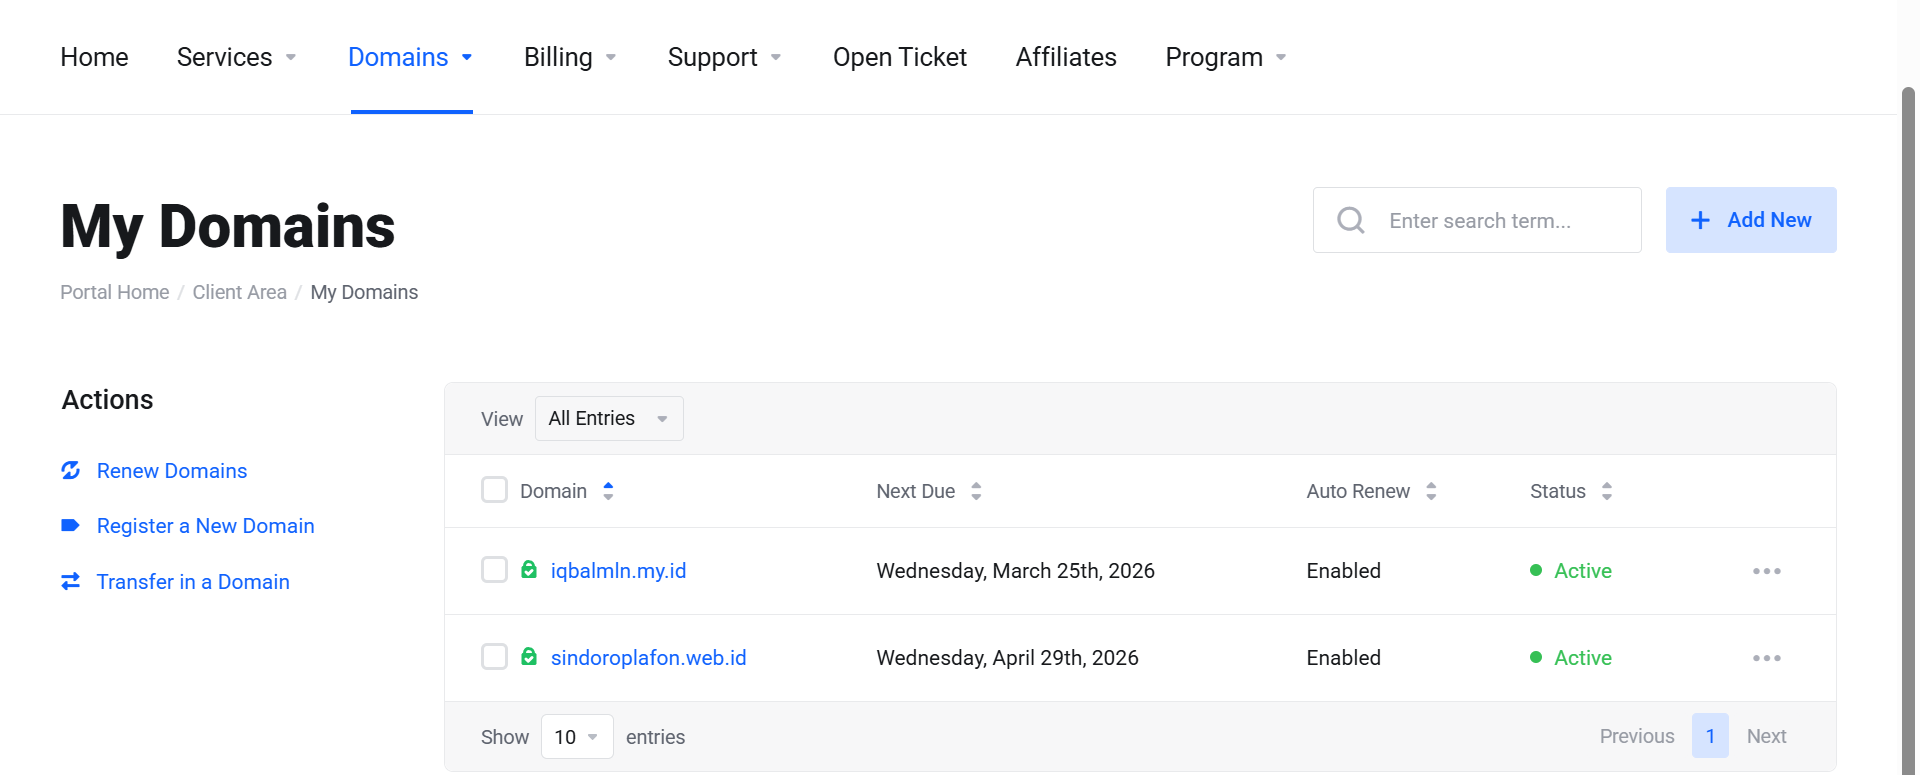 Home Services Domains Billing Support Open Ticket Affiliates Program
My Domains
Enter search term...
Add New
Portal Home / Client Area / My Domains
Actions
Renew Domains
Register a New Domain
Transfer in a Domain
View All Entries
Domain Next Due Auto Renew Status
iqbalmln.my.id Wednesday, March 25th, 2026 Enabled Active
sindoroplafon.web.id Wednesday, April 29th, 2026 Enabled Active
Show 10 entries
Previous 1 Next